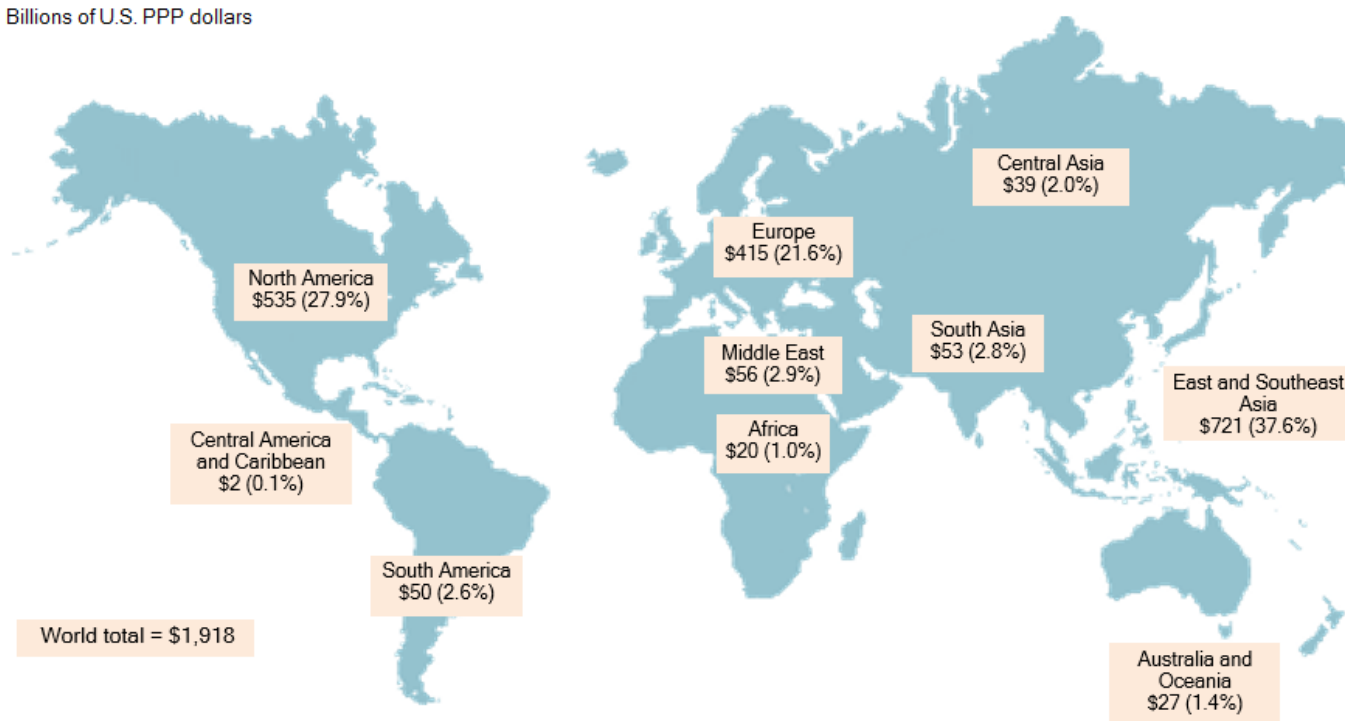 Billions of U.S. PPP dollars
Central Asia
$39 (2.0%)
Europe
$415 (21.6%)
North America
$535 (27.9%)
South Asia
$53 (2.8%)
Middle East
$56 (2.9%)
East and Southeast
Asia
$721 (37.6%)
Africa
$20 (1.0%)
Central America
and Caribbean
$2 (0.1%)
South America
$50 (2.6%)
World total = $1,918
Australia and
Oceania
$27 (1.4%)